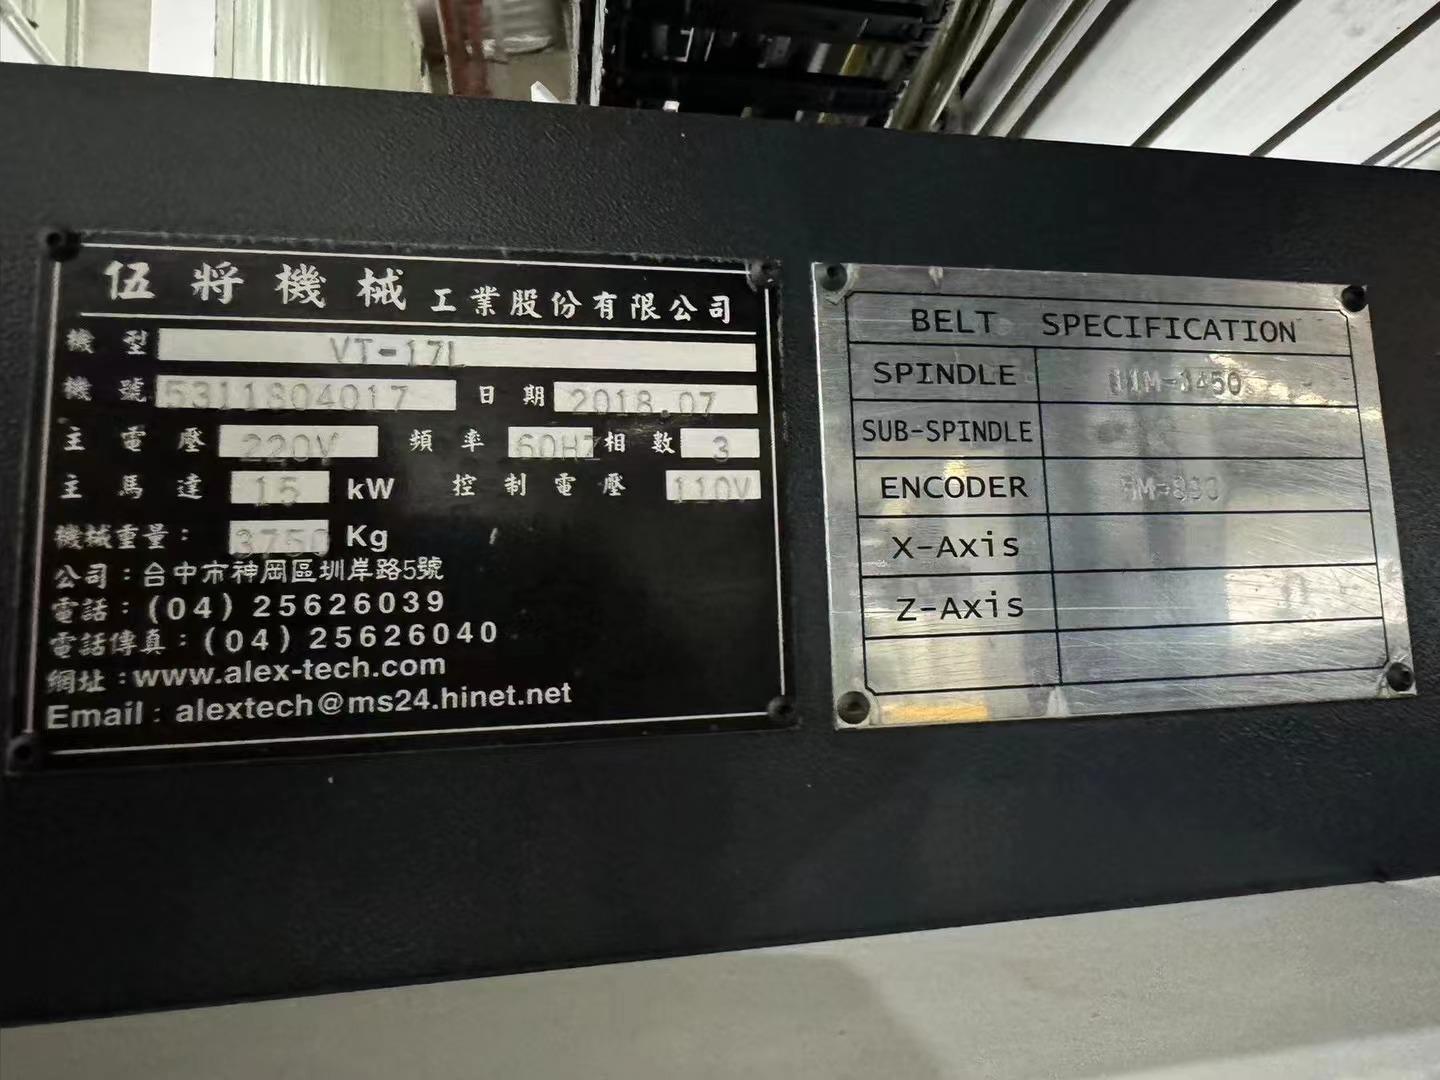 伍將機械工業股份有限公司
機型 VT-17L
機號 5311804017 日期 2018.07
主電壓 220V 頻率 60HZ 相數 3
主馬達 15 kW 控制電壓 110V
機械重量: 3750 Kg
公司:台中市神岡區圳岸路5號
電話:(04) 25626039
電話傳真:(04) 25626040
網址:www.alex-tech.com
Email : alextech@ms24.hinet.net
BELT SPECIFICATION
SPINDLE
SUB-SPINDLE
ENCODER
X-Axis
Z-Axis